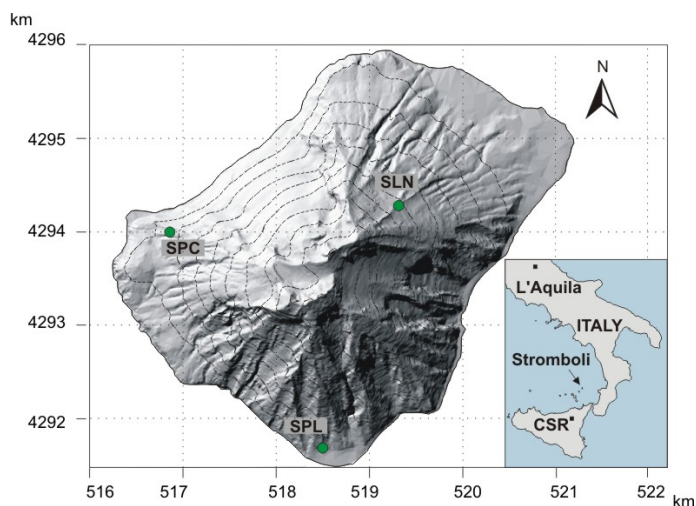 km
4296
N
4295
SLN
4294
SPC
L'Aquila
4293
ITALY
Stromboli
4292
SPL
CSR
516 517 518 519 520 521 522
km